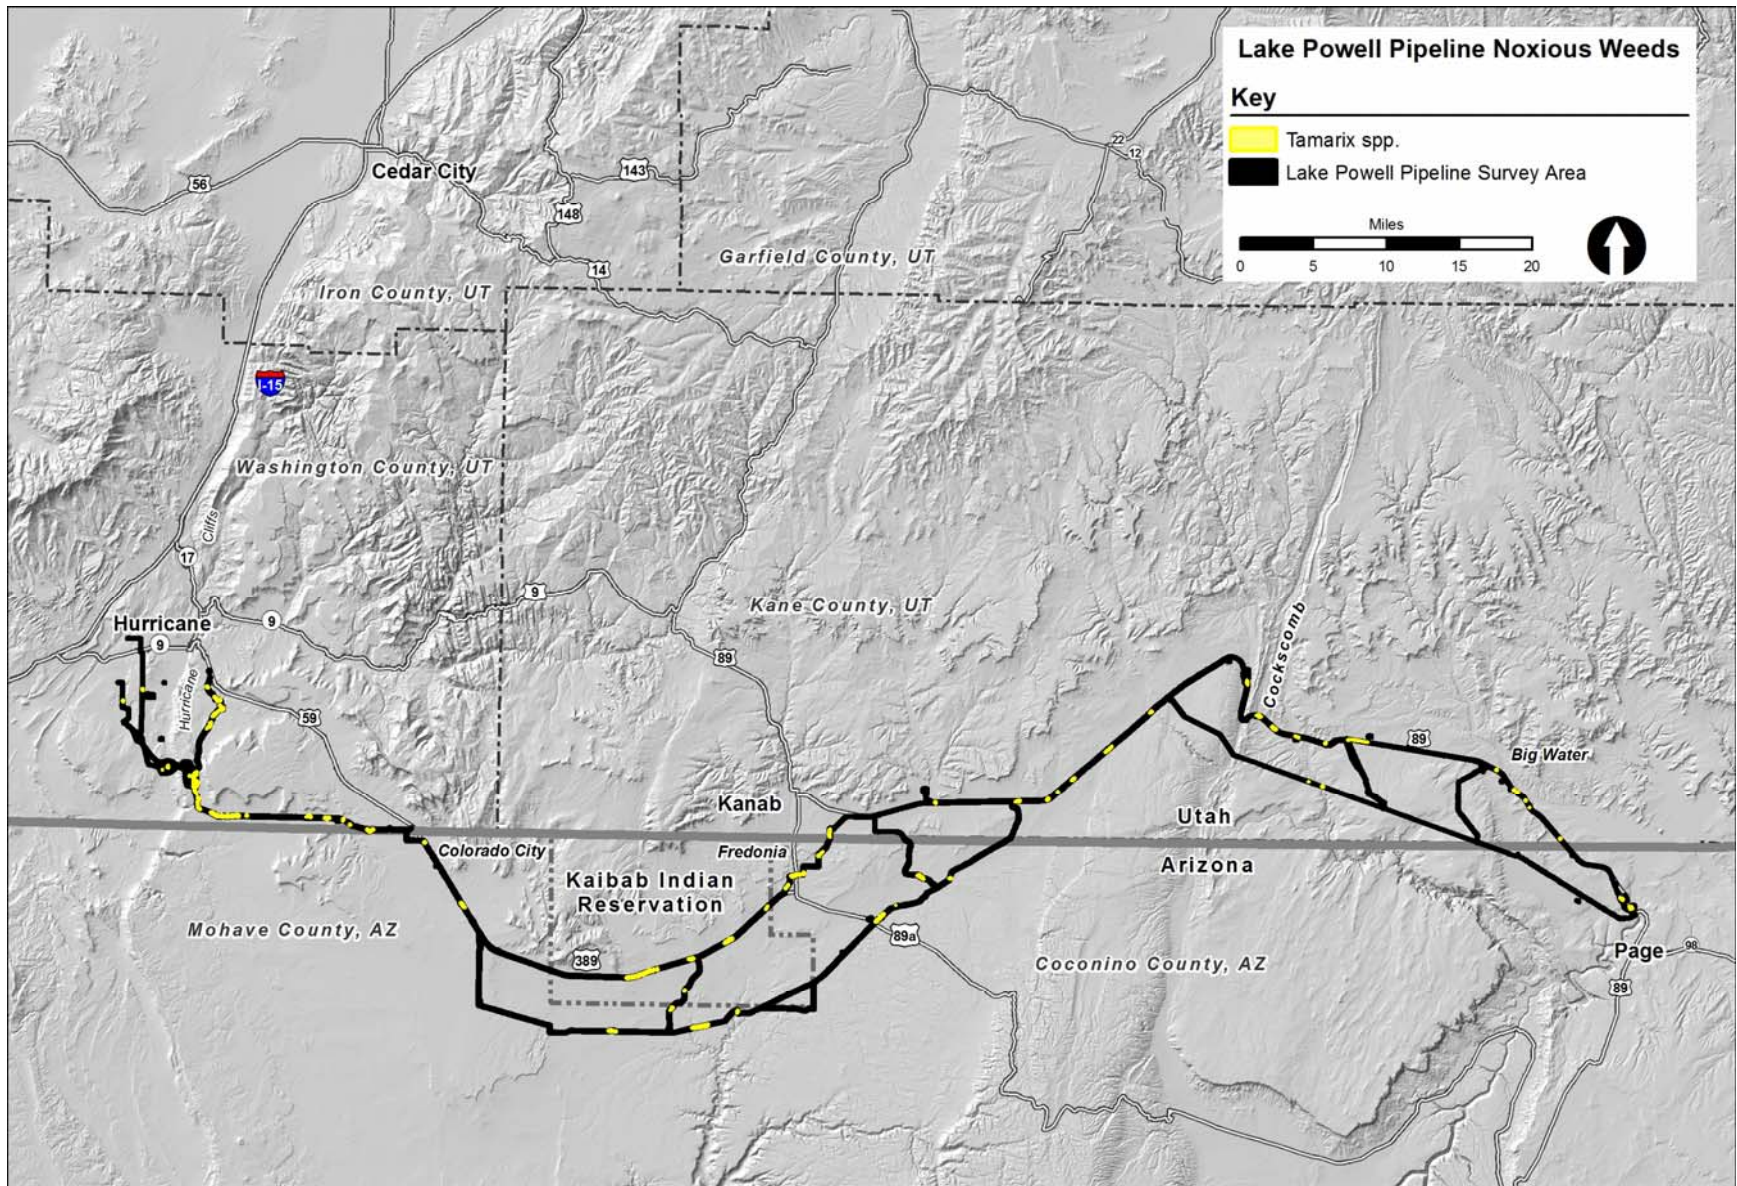 Lake Powell Pipeline Noxious Weeds
Key
Tamarix spp.
Lake Powell Pipeline Survey Area
Miles
0 5 10 15 20
22
12
56
Cedar City
143
148
14
Garfield County, UT
Iron County, UT
I-15
Washington County, UT
Cliffs
17
9
9
Kane County, UT
Hurricane
9
89
Cockscomb
Hurricane
59
89
Big Water
Kanab
Utah
Colorado City
Fredonia
Arizona
Kaibab Indian
Reservation
Mohave County, AZ
89a
389
Coconino County, AZ
98
Page
89